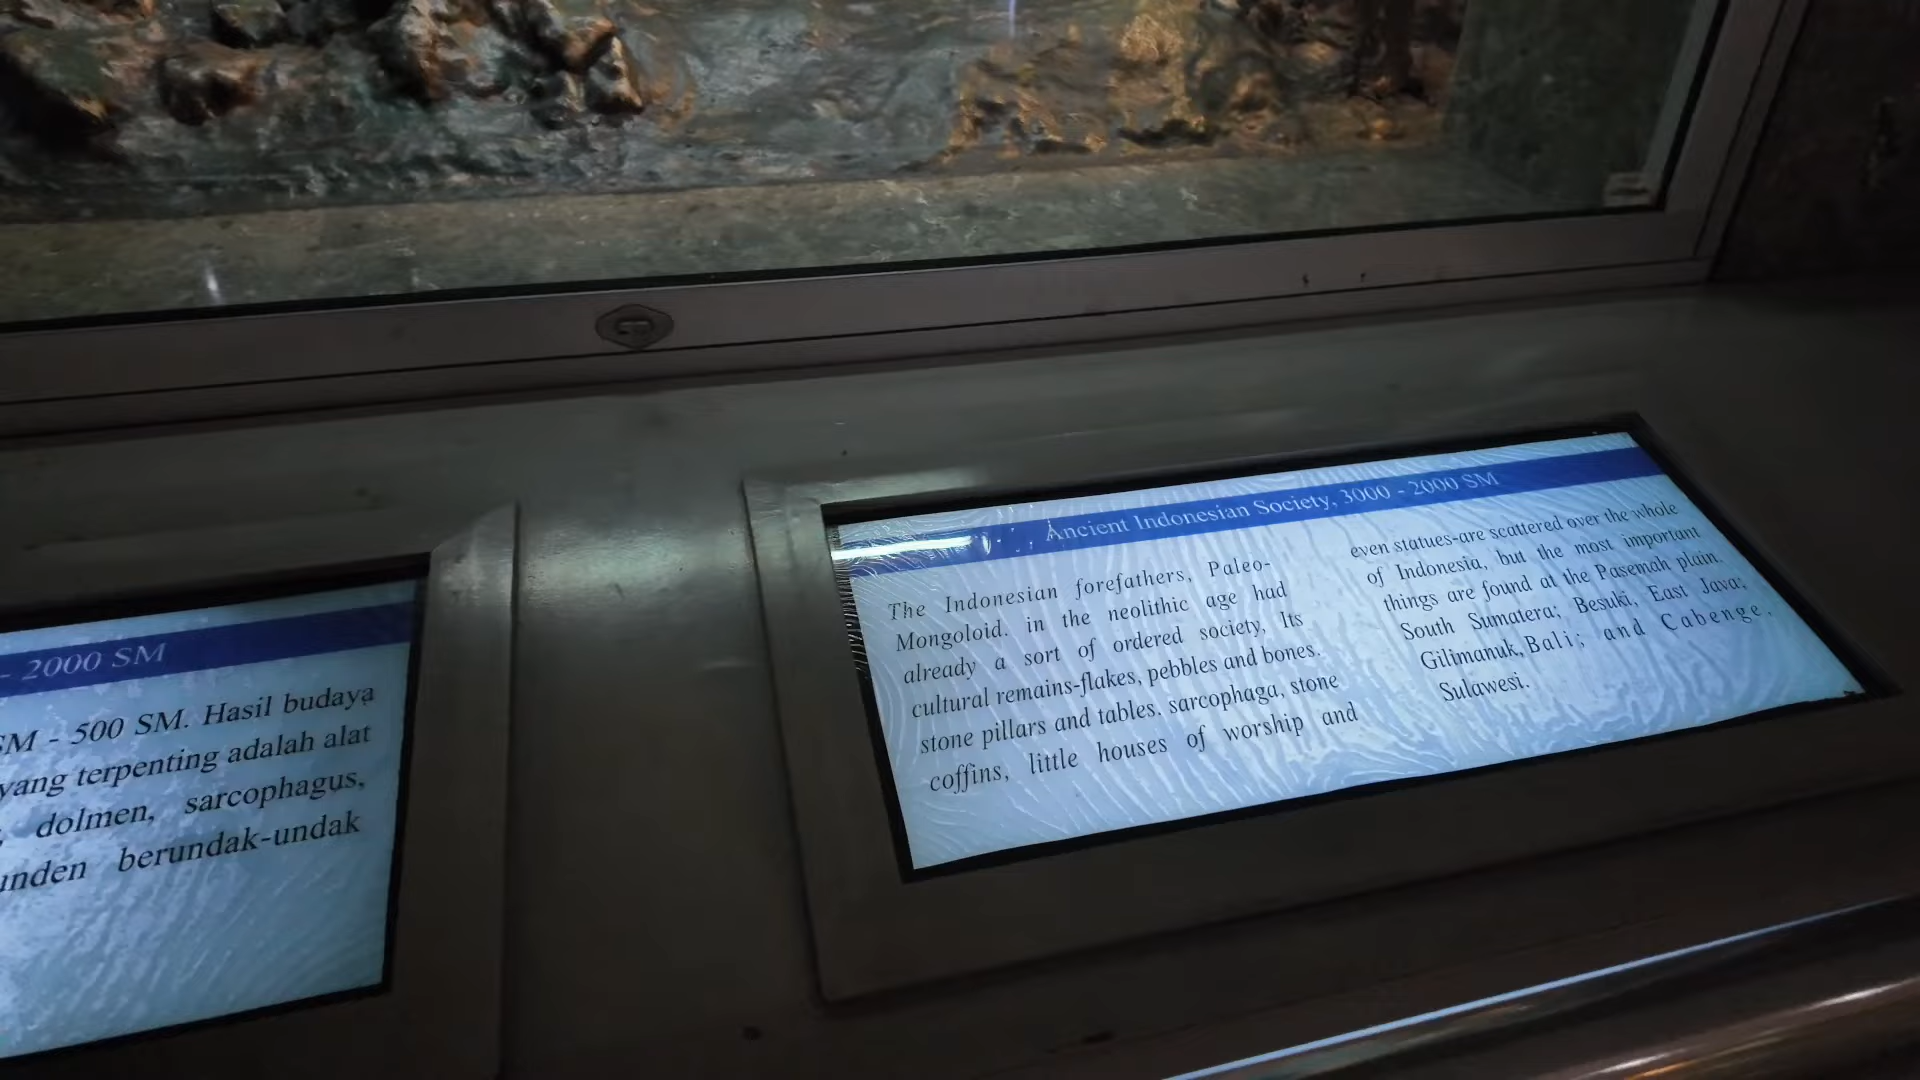 - 2000 SM
SM - 500 SM. Hasil budaya
yang terpenting adalah alat
dolmen, sarcophagus,
berundak-undak
Ancient Indonesian Society, 3000 - 2000 SM
The Indonesian forefathers, Paleo-
Mongoloid. in the neolithic age had
already a sort of ordered society, Its
cultural remains-flakes, pebbles and bones.
stone pillars and tables. sarcophaga, stone
coffins, little houses of worship and
even statues-are scattered over the whole
of Indonesia, but the most important
things are found at the Pasemah plain.
South Sumatera; Besuki, East Java;
Gilimanuk, Bali; and Cabenge,
Sulawesi.